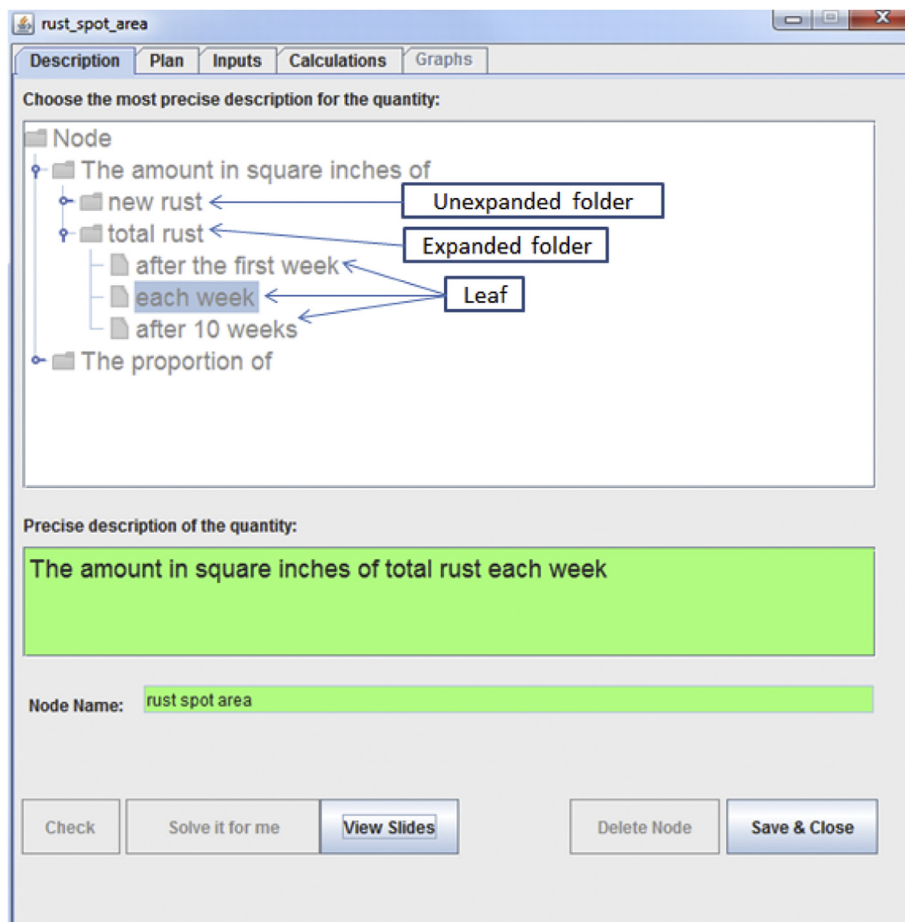 rust_spot_area
Description Plan Inputs Calculations Graphs
Choose the most precise description for the quantity:
Node
The amount in square inches of
new rust Unexpanded folder
total rust Expanded folder
after the first week
each week Leaf
after 10 weeks
The proportion of
Precise description of the quantity:
The amount in square inches of total rust each week
Node Name: rust spot area
Check Solve it for me View Slides Delete Node Save & Close